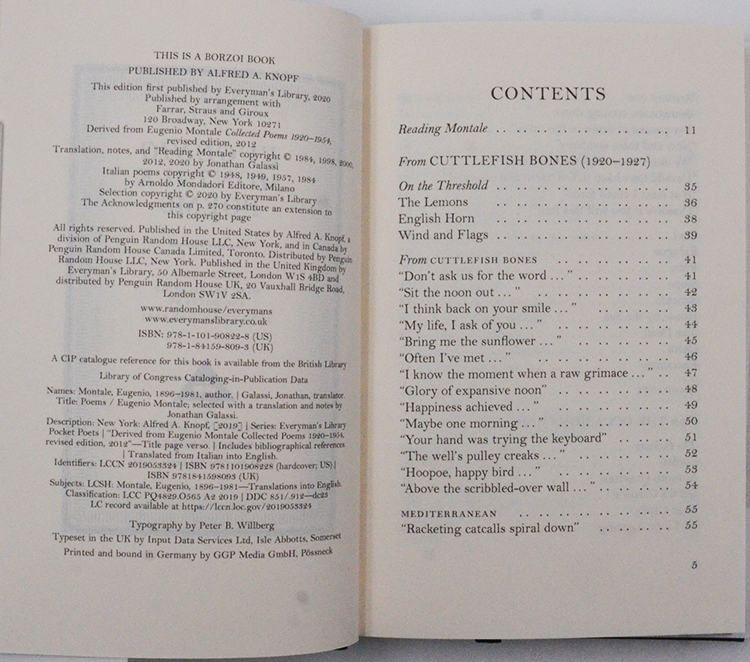 THIS IS A BORZOI BOOK
PUBLISHED BY ALFRED A. KNOPF
This edition first published by Everyman's Library, 2020
Published by arrangement with
Farrar, Straus and Giroux
120 Broadway, New York 10271
Derived from Eugenio Montale Collected Poems 1920–1954,
revised edition, 2012
Translation, notes, and "Reading Montale" copyright © 1984, 1998, 2000,
2012, 2020 by Jonathan Galassi
Italian poems copyright © 1948, 1949, 1957, 1984
by Arnoldo Mondadori Editore, Milano
Selection copyright © 2020 by Everyman's Library
The Acknowledgments on p. 270 constitute an extension to
this copyright page
All rights reserved. Published in the United States by Alfred A. Knopf, a
division of Penguin Random House LLC, New York, and in Canada by
Penguin Random House Canada Limited, Toronto. Distributed by Penguin
Random House LLC, New York. Published in the United Kingdom by
Everyman's Library, 50 Albemarle Street, London W1S 4BD and
distributed by Penguin Random House UK, 20 Vauxhall Bridge Road,
London SW1V 2SA.
www.randomhouse/everymans
www.everymanslibrary.co.uk
ISBN: 978-1-101-90822-8 (US)
978-1-84159-809-3 (UK)
A CIP catalogue reference for this book is available from the British Library
Library of Congress Cataloging-in-Publication Data
Names: Montale, Eugenio, 1896–1981, author. | Galassi, Jonathan, translator.
Title: Poems / Eugenio Montale; selected with a translation and notes by
Jonathan Galassi.
Description: New York: Alfred A. Knopf, [2019] | Series: Everyman's Library
Pocket Poets | "Derived from Eugenio Montale Collected Poems 1920–1954,
revised edition, 2012"—Title page verso. | Includes bibliographical references.
| Translated from Italian into English.
Identifiers: LCCN 2019053324 | ISBN 9781101908228 (hardcover; US) |
ISBN 9781841598093 (UK)
Subjects: LCSH: Montale, Eugenio, 1896–1981—Translations into English.
Classification: LCC PQ4829.O565 A2 2019 | DDC 851/.912—dc23
LC record available at https://lccn.loc.gov/2019053324
Typography by Peter B. Willberg
Typeset in the UK by Input Data Services Ltd, Isle Abbotts, Somerset
Printed and bound in Germany by GGP Media GmbH, Pössneck
CONTENTS
Reading Montale .. .. .. .. .. .. .. 11
From CUTTLEFISH BONES (1920–1927)
On the Threshold .. .. .. .. .. .. .. 35
The Lemons .. .. .. .. .. .. .. 36
English Horn .. .. .. .. .. .. .. 38
Wind and Flags .. .. .. .. .. .. .. 39
From CUTTLEFISH BONES .. .. .. .. .. 41
"Don't ask us for the word ... " .. .. .. .. 41
"Sit the noon out ... " .. .. .. .. .. 42
"I think back on your smile ... " .. .. .. .. 43
"My life, I ask of you ... " .. .. .. .. .. 44
"Bring me the sunflower ... " .. .. .. .. 45
"Often I've met ... " .. .. .. .. .. 46
"I know the moment when a raw grimace ... " .. 47
"Glory of expansive noon" .. .. .. .. .. 48
"Happiness achieved ... " .. .. .. .. .. 49
"Maybe one morning ... " .. .. .. .. .. 50
"Your hand was trying the keyboard" .. .. .. 51
"The well's pulley creaks ... " .. .. .. .. 52
"Hoopoe, happy bird ... " .. .. .. .. .. 53
"Above the scribbled-over wall ... " .. .. .. 54
MEDITERRANEAN .. .. .. .. .. .. 55
"Racketing catcalls spiral down" .. .. .. .. 55
5